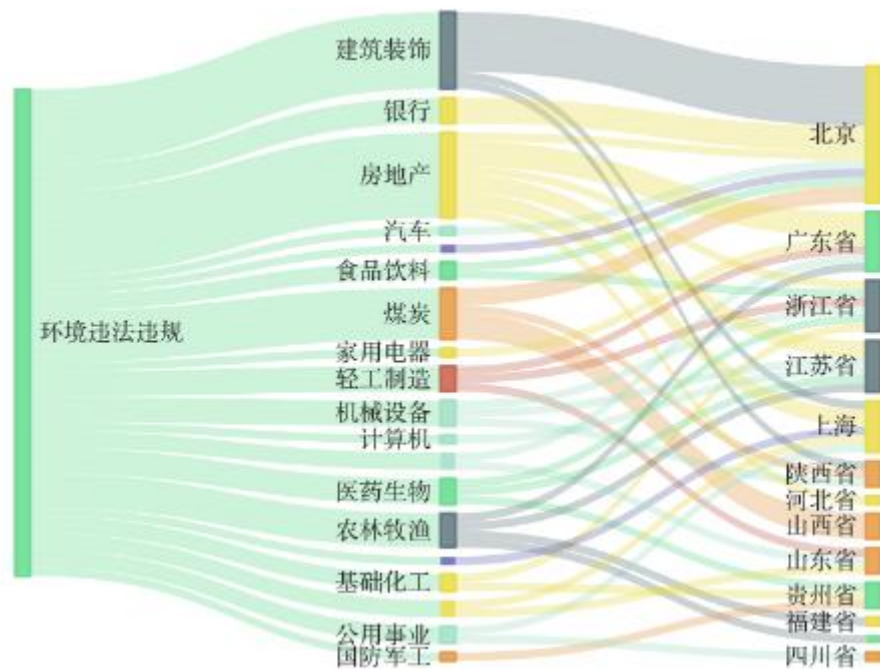 环境违法违规
建筑装饰
银行
房地产
汽车
食品饮料
煤炭
家用电器
轻工制造
机械设备
计算机
医药生物
农林牧渔
基础化工
公用事业
国防军工
北京
广东省
浙江省
江苏省
上海
陕西省
河北省
山西省
山东省
贵州省
福建省
四川省